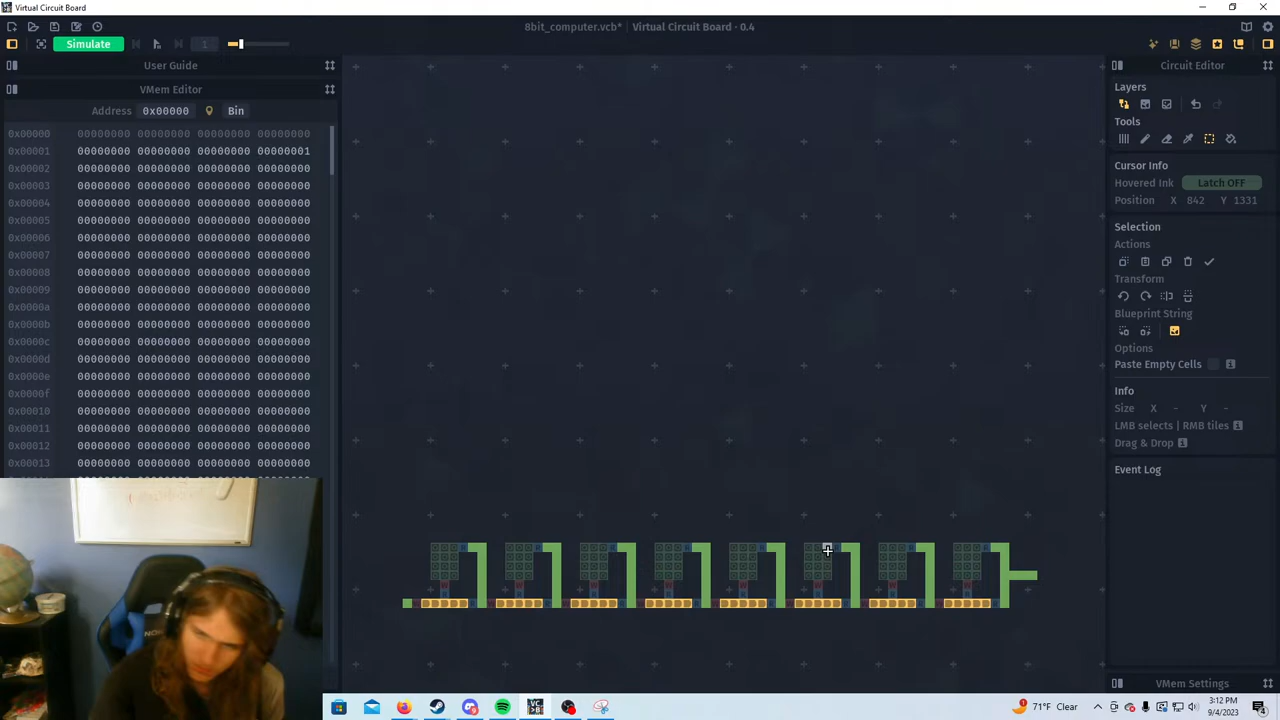 Virtual Circuit Board
8bit_computer.vcb* | Virtual Circuit Board - 0.4
Simulate
1
User Guide
VMem Editor
Address 0x00000 Bin
0x00000 00000000 00000000 00000000 00000000
0x00001 00000000 00000000 00000000 00000001
0x00002 00000000 00000000 00000000 00000000
0x00003 00000000 00000000 00000000 00000000
0x00004 00000000 00000000 00000000 00000000
0x00005 00000000 00000000 00000000 00000000
0x00006 00000000 00000000 00000000 00000000
0x00007 00000000 00000000 00000000 00000000
0x00008 00000000 00000000 00000000 00000000
0x00009 00000000 00000000 00000000 00000000
0x0000a 00000000 00000000 00000000 00000000
0x0000b 00000000 00000000 00000000 00000000
0x0000c 00000000 00000000 00000000 00000000
0x0000d 00000000 00000000 00000000 00000000
0x0000e 00000000 00000000 00000000 00000000
0x0000f 00000000 00000000 00000000 00000000
0x00010 00000000 00000000 00000000 00000000
0x00011 00000000 00000000 00000000 00000000
0x00012 00000000 00000000 00000000 00000000
0x00013 00000000 00000000 00000000 00000000
Circuit Editor
Layers
Tools
Cursor Info
Hovered Ink Latch OFF
Position X 842 Y 1331
Selection
Actions
Transform
Blueprint String
Options
Paste Empty Cells
Info
Size X - Y -
LMB selects | RMB tiles
Drag & Drop
Event Log
VMem Settings
71°F Clear
3:12 PM
9/4/2023